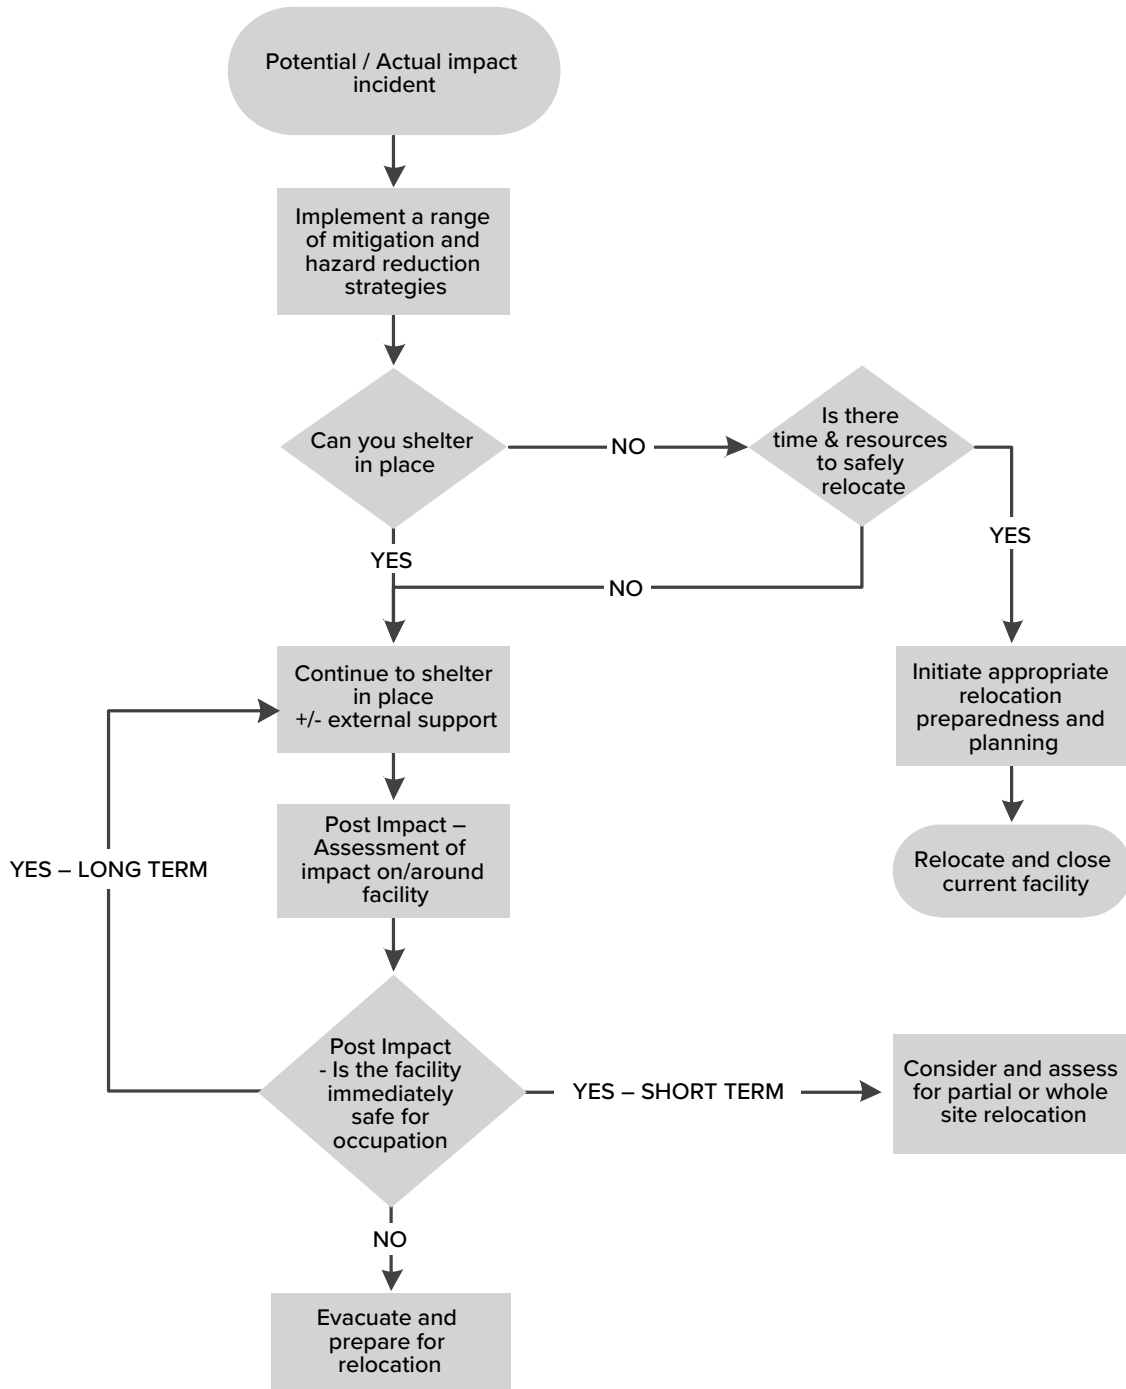 Potential / Actual impact
incident
Implement a range
of mitigation and
hazard reduction
strategies
Can you shelter
in place
NO
Is there
time & resources
to safely
relocate
YES
YES
NO
Continue to shelter
in place
+/- external support
Initiate appropriate
relocation
preparedness and
planning
Post Impact –
Assessment of
impact on/around
facility
YES – LONG TERM
Relocate and close
current facility
Post Impact
- Is the facility
immediately
safe for
occupation
YES – SHORT TERM
Consider and assess
for partial or whole
site relocation
NO
Evacuate and
prepare for
relocation